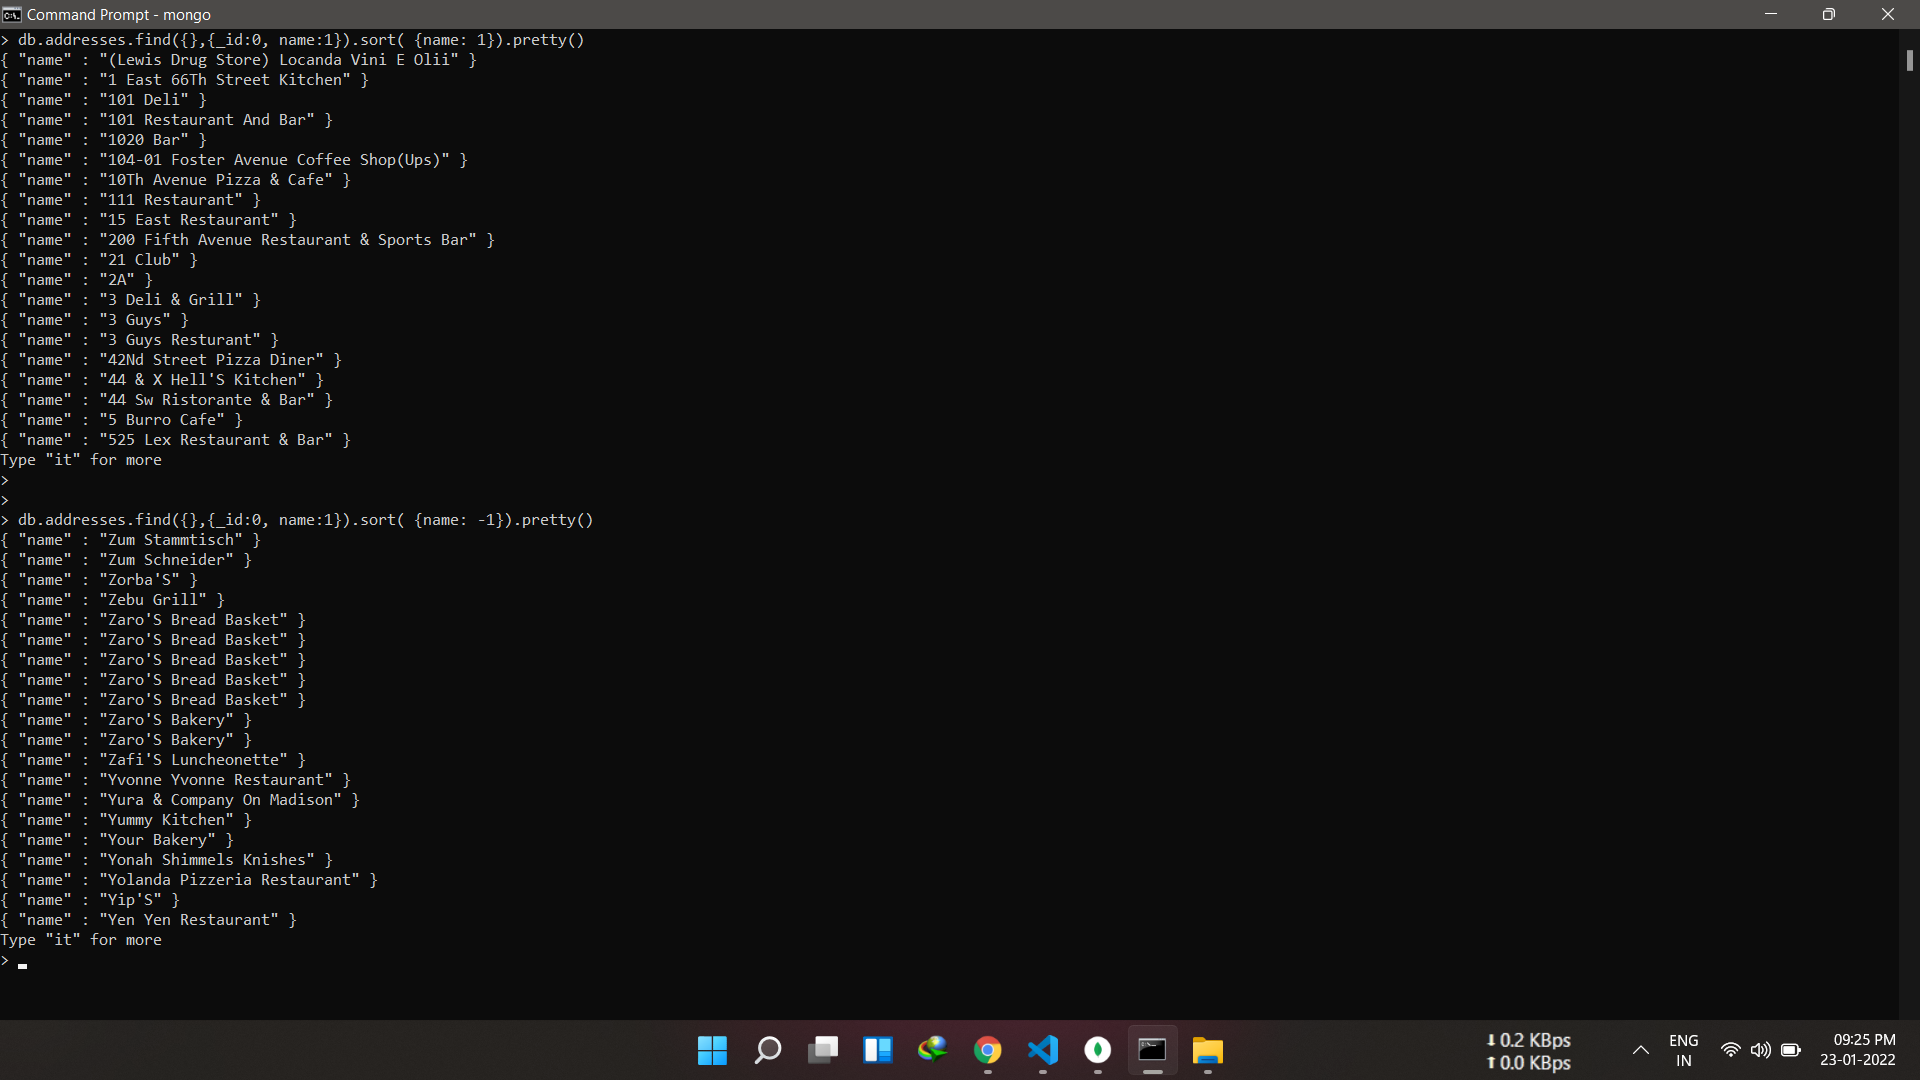 Command Prompt - mongo
> db.addresses.find({},{_id:0, name:1}).sort( {name: 1}).pretty()
{ "name" : "(Lewis Drug Store) Locanda Vini E Olii" }
{ "name" : "1 East 66Th Street Kitchen" }
{ "name" : "101 Deli" }
{ "name" : "101 Restaurant And Bar" }
{ "name" : "1020 Bar" }
{ "name" : "104-01 Foster Avenue Coffee Shop(Ups)" }
{ "name" : "10Th Avenue Pizza & Cafe" }
{ "name" : "111 Restaurant" }
{ "name" : "15 East Restaurant" }
{ "name" : "200 Fifth Avenue Restaurant & Sports Bar" }
{ "name" : "21 Club" }
{ "name" : "2A" }
{ "name" : "3 Deli & Grill" }
{ "name" : "3 Guys" }
{ "name" : "3 Guys Resturant" }
{ "name" : "42Nd Street Pizza Diner" }
{ "name" : "44 & X Hell'S Kitchen" }
{ "name" : "44 Sw Ristorante & Bar" }
{ "name" : "5 Burro Cafe" }
{ "name" : "525 Lex Restaurant & Bar" }
Type "it" for more
>
>
> db.addresses.find({},{_id:0, name:1}).sort( {name: -1}).pretty()
{ "name" : "Zum Stammtisch" }
{ "name" : "Zum Schneider" }
{ "name" : "Zorba'S" }
{ "name" : "Zebu Grill" }
{ "name" : "Zaro'S Bread Basket" }
{ "name" : "Zaro'S Bread Basket" }
{ "name" : "Zaro'S Bread Basket" }
{ "name" : "Zaro'S Bread Basket" }
{ "name" : "Zaro'S Bread Basket" }
{ "name" : "Zaro'S Bakery" }
{ "name" : "Zaro'S Bakery" }
{ "name" : "Zafi'S Luncheonette" }
{ "name" : "Yvonne Yvonne Restaurant" }
{ "name" : "Yura & Company On Madison" }
{ "name" : "Yummy Kitchen" }
{ "name" : "Your Bakery" }
{ "name" : "Yonah Shimmels Knishes" }
{ "name" : "Yolanda Pizzeria Restaurant" }
{ "name" : "Yip'S" }
{ "name" : "Yen Yen Restaurant" }
Type "it" for more
>
0.2 KBps
0.0 KBps
ENG
IN
09:25 PM
23-01-2022